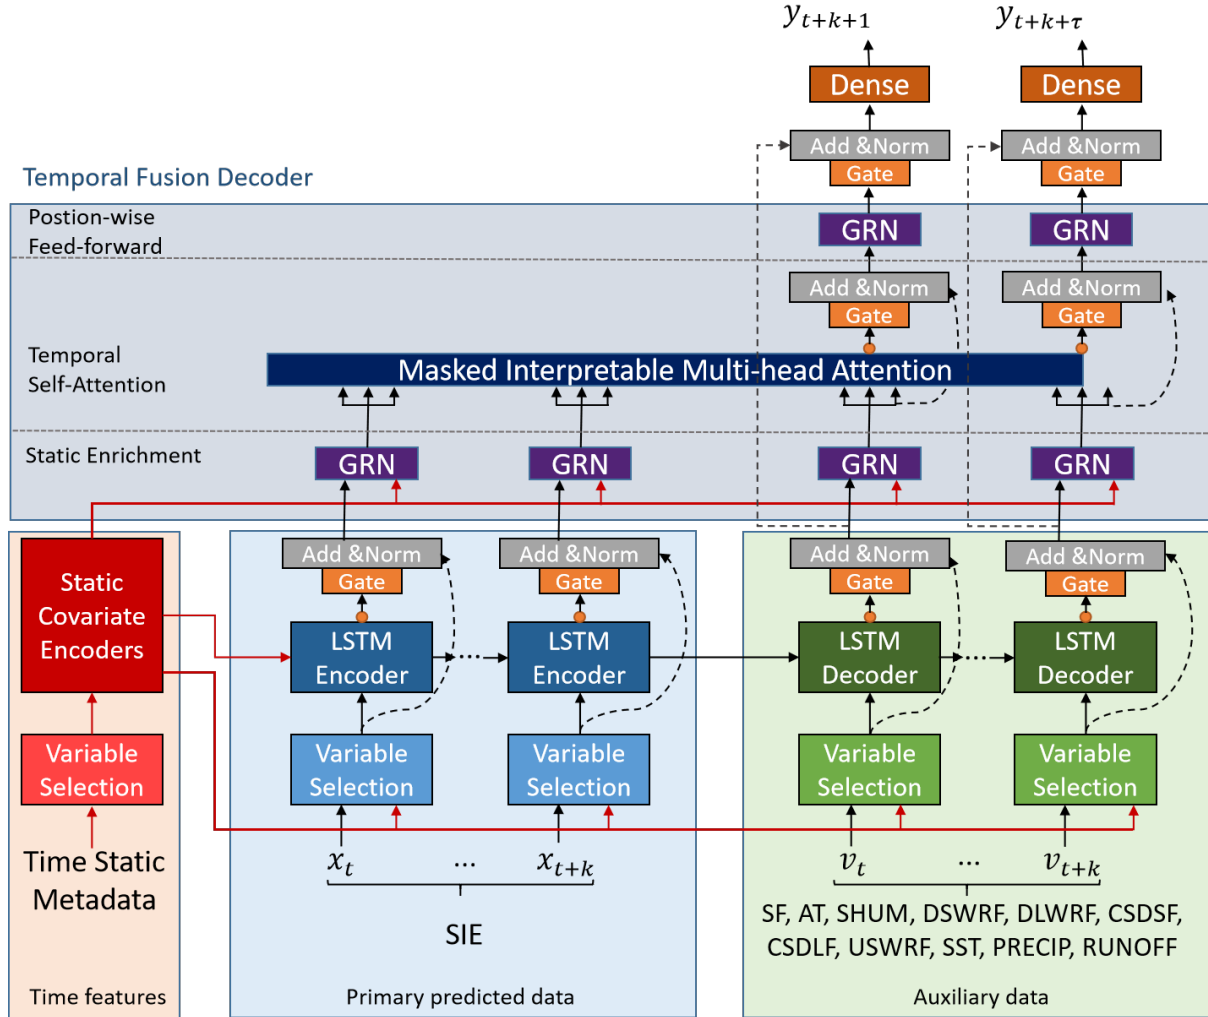 y_{t+k+1} y_{t+k+τ}
Dense Dense
Add &Norm Add &Norm
Gate Gate
Temporal Fusion Decoder
Postion-wise
Feed-forward
GRN GRN
Add &Norm Add &Norm
Gate Gate
Temporal
Self-Attention
Masked Interpretable Multi-head Attention
Static Enrichment
GRN GRN GRN GRN
Static
Covariate
Encoders
Add &Norm Add &Norm Add &Norm Add &Norm
Gate Gate Gate Gate
LSTM
Encoder
...
LSTM
Encoder
LSTM
Decoder
...
LSTM
Decoder
Variable
Selection
Variable
Selection
Variable
Selection
Variable
Selection
Variable
Selection
Time Static
Metadata
x_t ... x_{t+k}
v_t ... v_{t+k}
SIE
SF, AT, SHUM, DSWRF, DLWRF, CSDSF,
CSDLF, USWRF, SST, PRECIP, RUNOFF
Time features
Primary predicted data
Auxiliary data